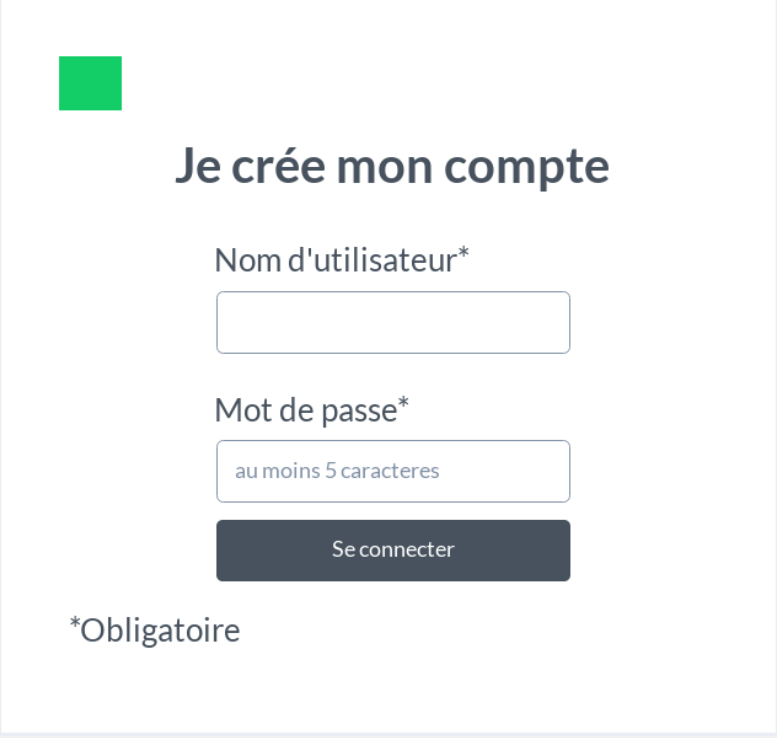 Je crée mon compte
Nom d'utilisateur*
Mot de passe*
au moins 5 caracteres
Se connecter
*Obligatoire